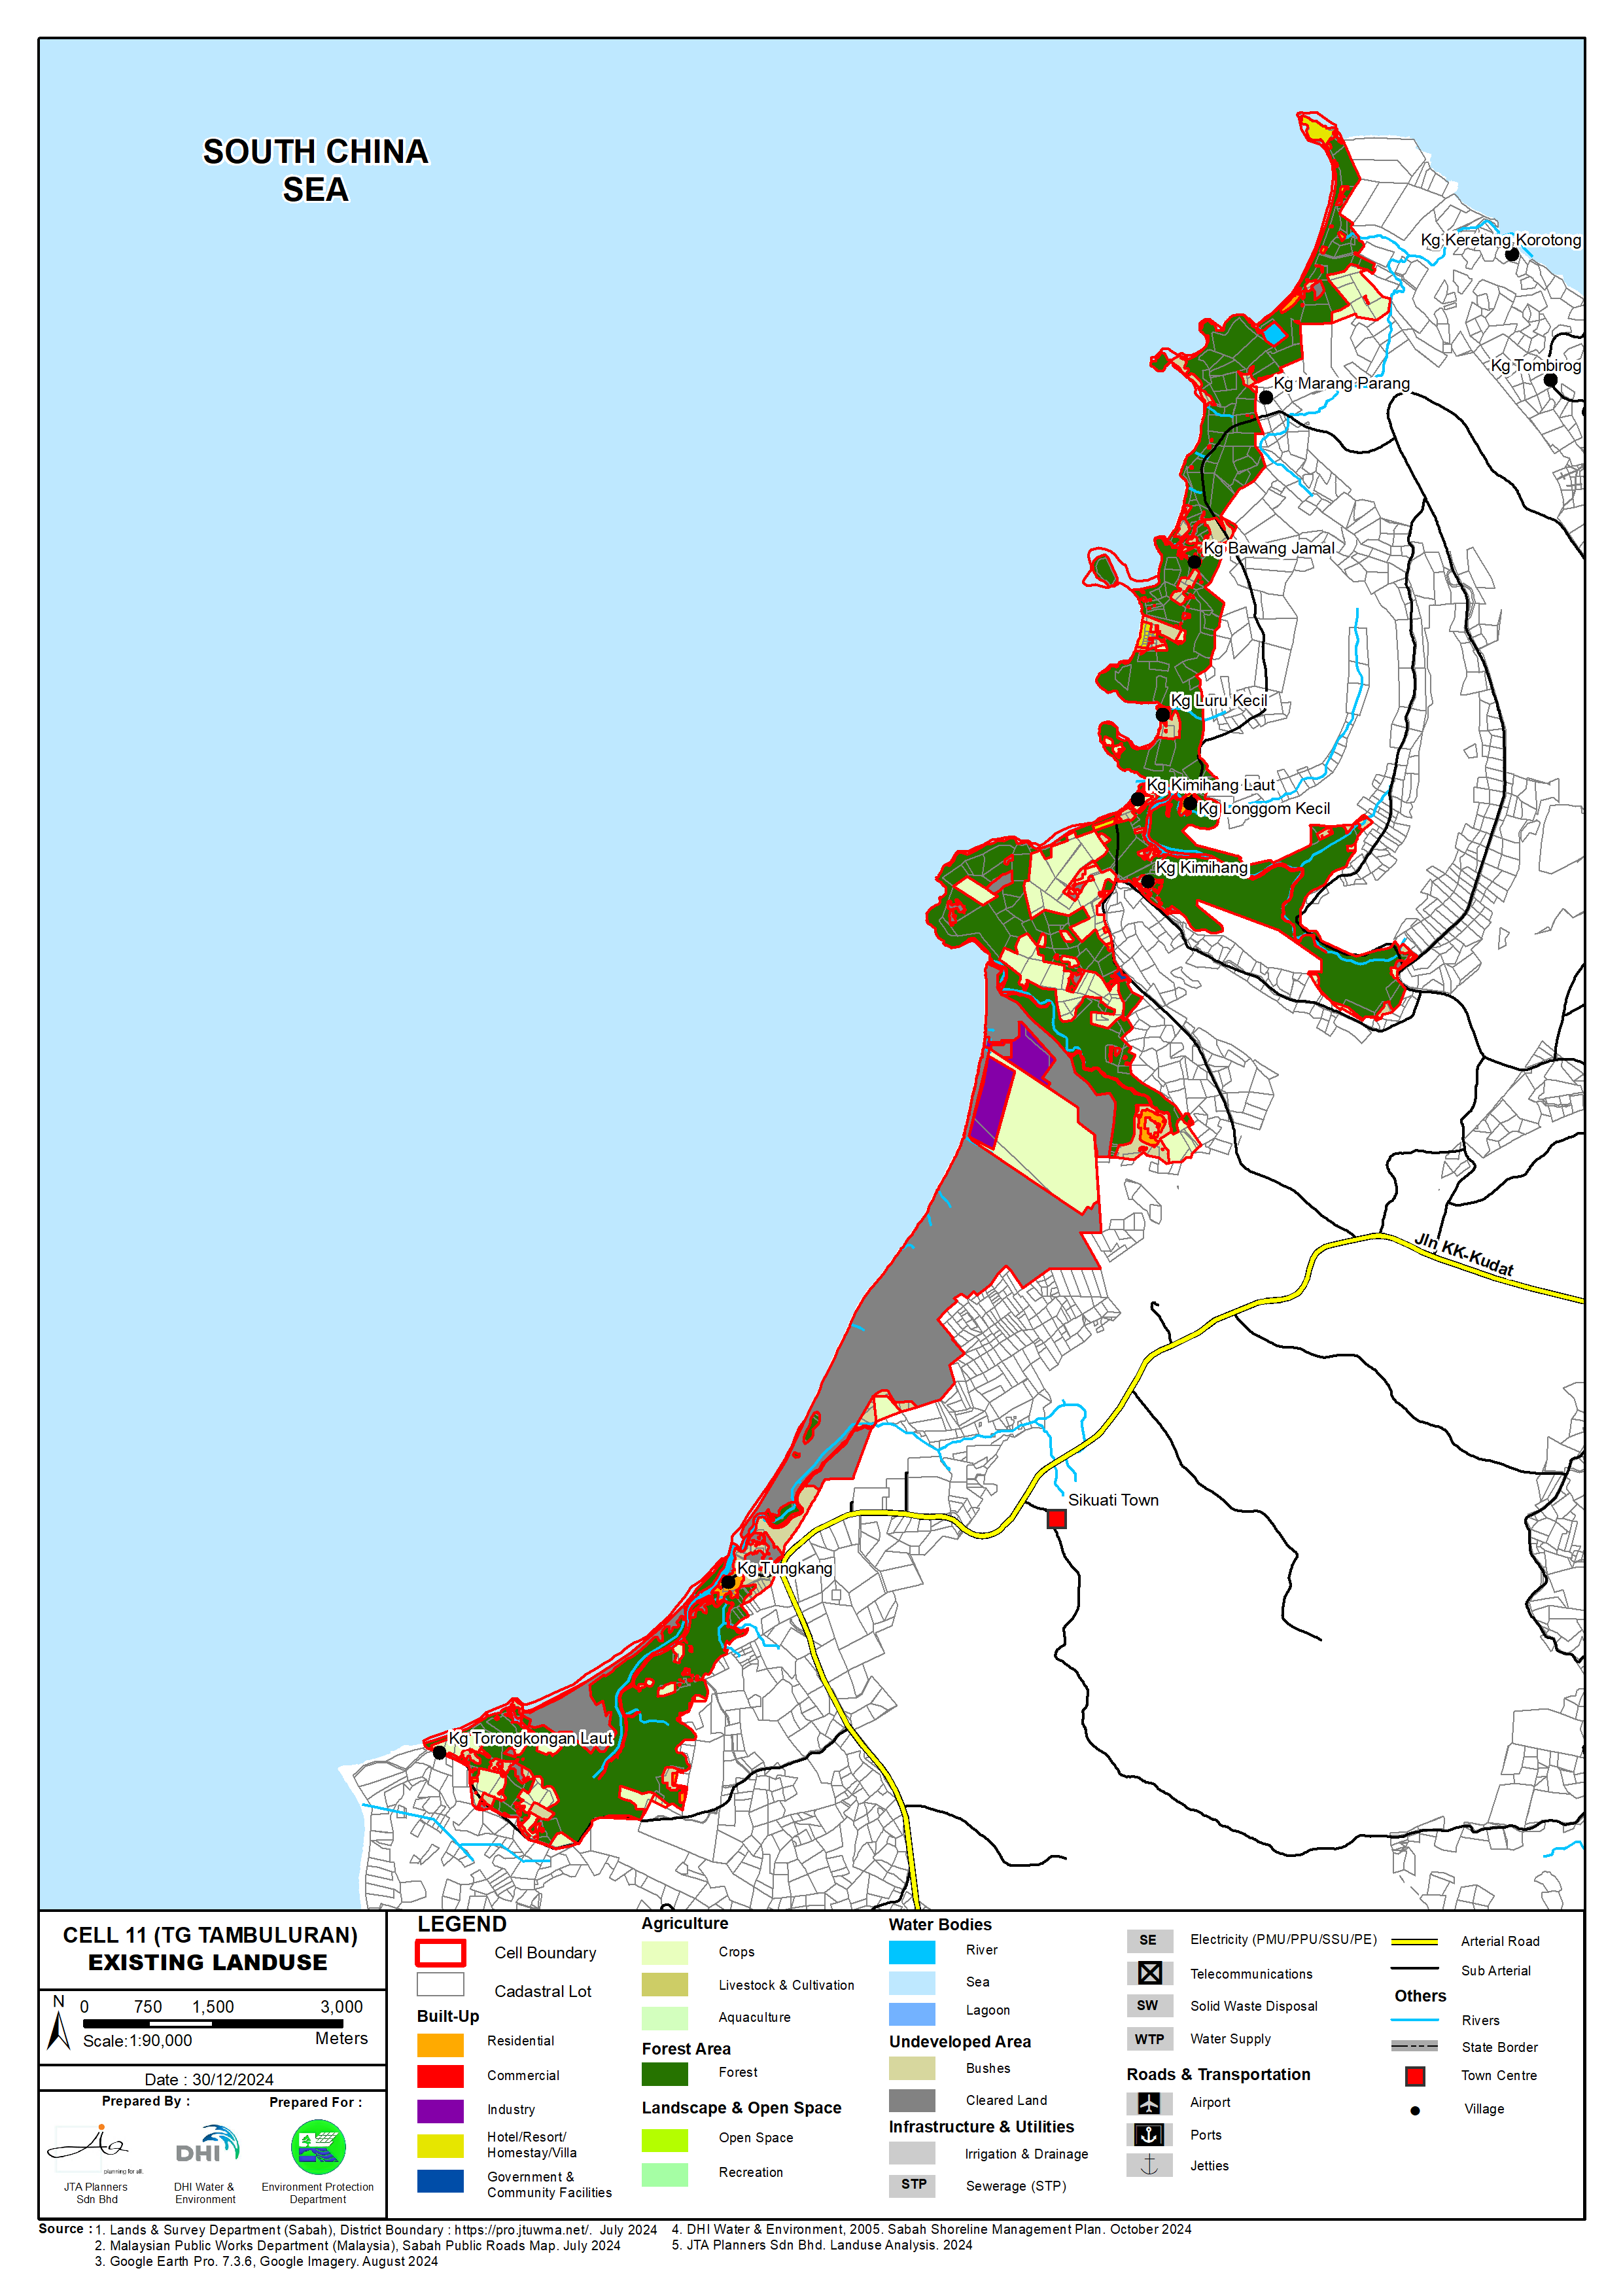 SOUTH CHINA
SEA
Kg Keretang Korotong
Kg Tombirog
Kg Marang Parang
Kg Bawang Jamal
Kg Luru Kecil
Kg Kimihang Laut
Kg Longgom Kecil
Kg Kimihang
Jln KK-Kudat
Sikuati Town
Kg Tungkang
Kg Torongkongan Laut
CELL 11 (TG TAMBULURAN)
EXISTING LANDUSE
N
0 750 1,500 3,000
Scale:1:90,000 Meters
Date : 30/12/2024
Prepared By : Prepared For :
planning for all.
DHI
JTA Planners
Sdn Bhd
DHI Water &
Environment
Environment Protection
Department
LEGEND
Cell Boundary
Cadastral Lot
Built-Up
Residential
Commercial
Industry
Hotel/Resort/
Homestay/Villa
Government &
Community Facilities
Agriculture
Crops
Livestock & Cultivation
Aquaculture
Forest Area
Forest
Landscape & Open Space
Open Space
Recreation
Water Bodies
River
Sea
Lagoon
Undeveloped Area
Bushes
Cleared Land
Infrastructure & Utilities
Irrigation & Drainage
STP Sewerage (STP)
SE Electricity (PMU/PPU/SSU/PE)
Telecommunications
SW Solid Waste Disposal
WTP Water Supply
Roads & Transportation
Airport
Ports
Jetties
Arterial Road
Sub Arterial
Others
Rivers
State Border
Town Centre
Village
Source : 1. Lands & Survey Department (Sabah), District Boundary : https://pro.jtuwma.net/. July 2024
2. Malaysian Public Works Department (Malaysia), Sabah Public Roads Map. July 2024
3. Google Earth Pro. 7.3.6, Google Imagery. August 2024
4. DHI Water & Environment, 2005. Sabah Shoreline Management Plan. October 2024
5. JTA Planners Sdn Bhd. Landuse Analysis. 2024